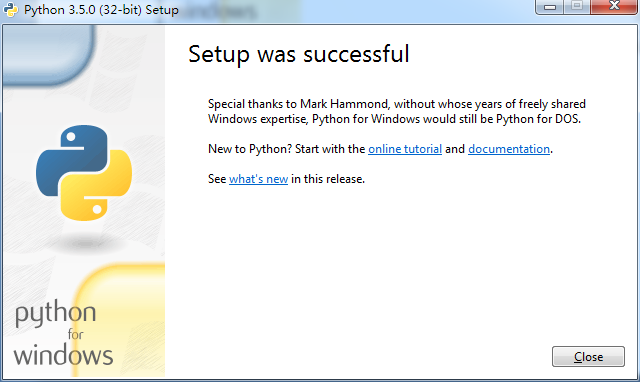 Python 3.5.0 (32-bit) Setup
Setup was successful
Special thanks to Mark Hammond, without whose years of freely shared
Windows expertise, Python for Windows would still be Python for DOS.
New to Python? Start with the online tutorial and documentation.
See what's new in this release.
python
for
windows
Close